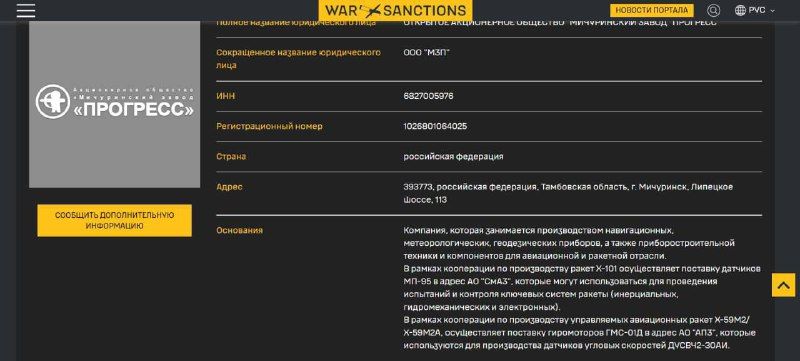 WAR SANCTIONS
НОВОСТИ ПОРТАЛА
РУС
Полное название юридического лица
ОТКРЫТОЕ АКЦИОНЕРНОЕ ОБЩЕСТВО "МИЧУРИНСКИЙ ЗАВОД "ПРОГРЕСС"
Сокращенное название юридического
лица
ООО "МЗП"
ИНН
6827005976
Регистрационный номер
1026801064025
Страна
российская федерация
Адрес
393773, российская федерация, Тамбовская область, г. Мичуринск, Липецкое
шоссе, 113
Акционерное общество
«Мичуринский завод
«ПРОГРЕСС»
СООБЩИТЬ ДОПОЛНИТЕЛЬНУЮ
ИНФОРМАЦИЮ
Основания
Компания, которая занимается производством навигационных,
метеорологических, геодезических приборов, а также приборостроительной
техники и компонентов для авиационной и ракетной отрасли.
В рамках кооперации по производству ракет Х-101 осуществляет поставку датчиков
МП-95 в адрес АО "СмАЗ", которые могут использоваться для проведения
испытаний и контроля ключевых систем ракеты (инерциальных,
гидромеханических и электронных).
В рамках кооперации по производству управляемых авиационных ракет Х-59М2/
Х-59М2А, осуществляет поставку гиромоторов ГМС-01Д в адрес АО "АПЗ", которые
используются для производства датчиков угловых скоростей ДУСВЧ2-30АИ.